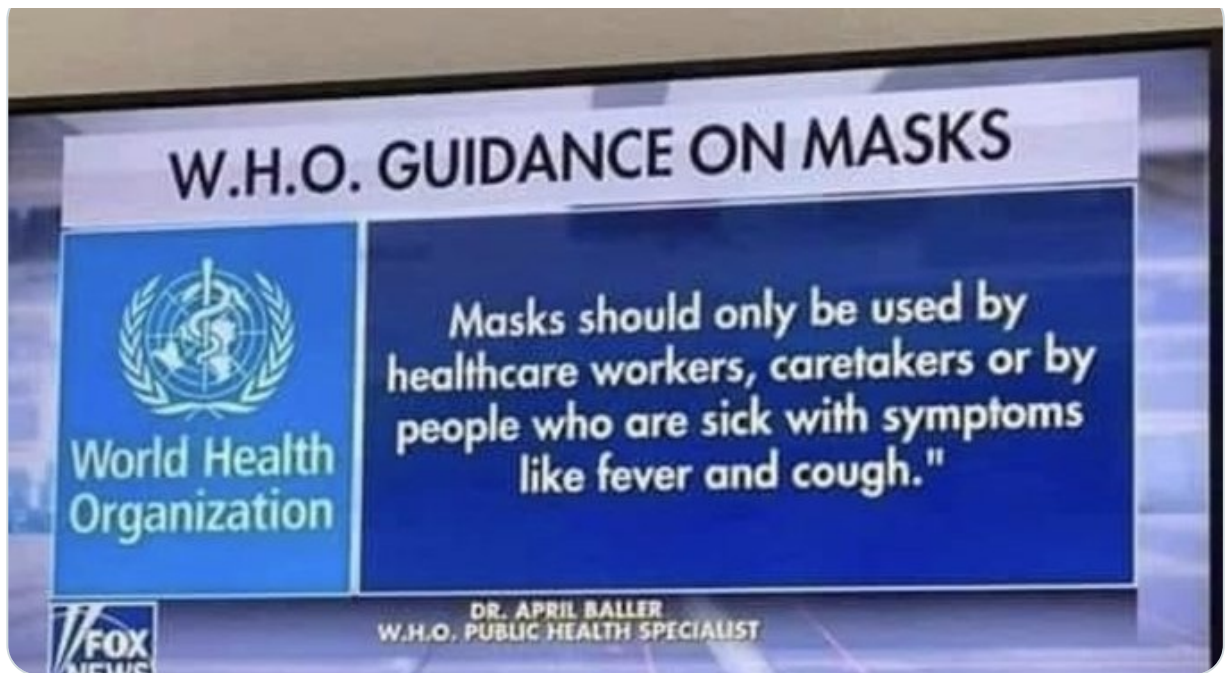 W.H.O. GUIDANCE ON MASKS
World Health
Organization
Masks should only be used by
healthcare workers, caretakers or by
people who are sick with symptoms
like fever and cough."
DR. APRIL BALLER
W.H.O. PUBLIC HEALTH SPECIALIST
FOX
NEWS